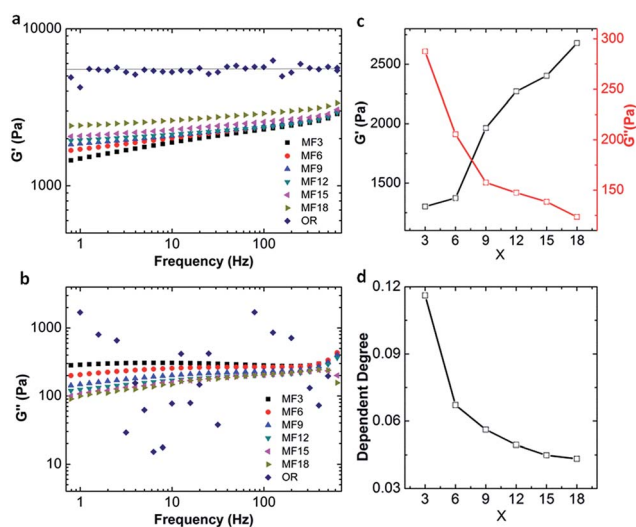 a
10000
1000
G' (Pa)
1
10
100
Frequency (Hz)
MF3
MF6
MF9
MF12
MF15
MF18
OR
b
1000
100
10
G'' (Pa)
1
10
100
Frequency (Hz)
MF3
MF6
MF9
MF12
MF15
MF18
OR
c
2500
2000
1500
G' (Pa)
300
250
200
150
G''(Pa)
3 6 9 12 15 18
X
d
0.12
0.09
0.06
0.03
Dependent Degree
3 6 9 12 15 18
X